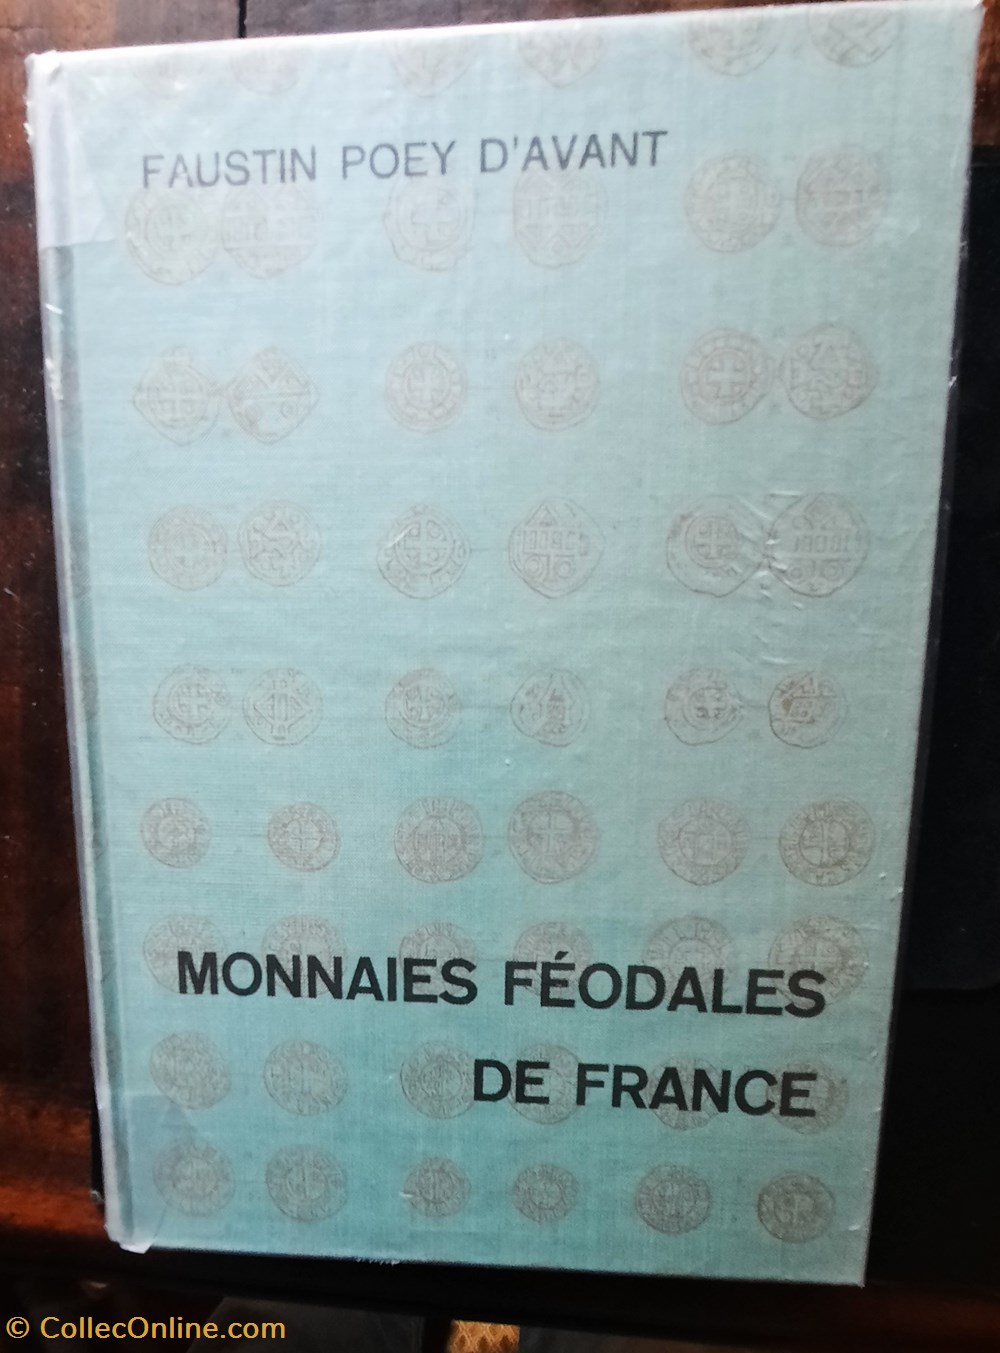 FAUSTIN POEY D'AVANT
MONNAIES FÉODALES
DE FRANCE
© CollecOnline.com